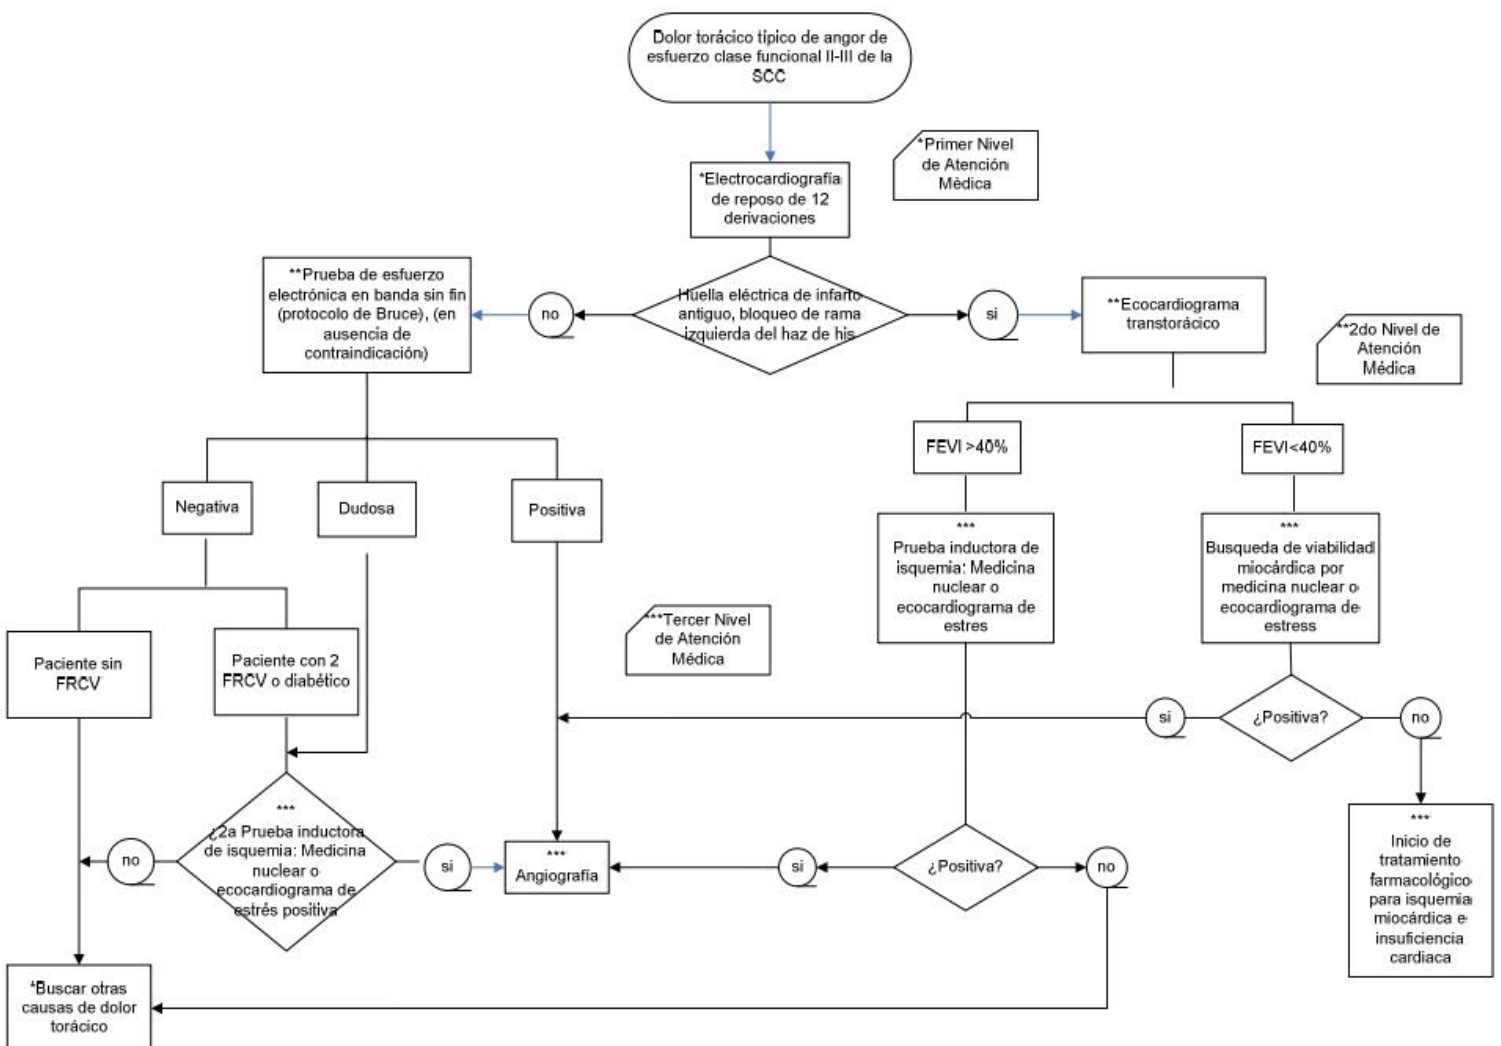 Dolor torácico típico de angor de
esfuerzo clase funcional II-III de la
SCC
*Primer Nivel
de Atención
Médica
*Electrocardiografía
de reposo de 12
derivaciones
**Prueba de esfuerzo
electrónica en banda sin fin
(protocolo de Bruce), (en
ausencia de
contraindicación)
no
Huella eléctrica de infarto
antiguo, bloqueo de rama
izquierda del haz de his
si
**Ecocardiograma
transtorácico
**2do Nivel de
Atención
Médica
FEVI >40%
FEVI<40%
Negativa
Dudosa
Positiva
***
Prueba inductora de
isquemia: Medicina
nuclear o
ecocardiograma de
estres
***
Busqueda de viabilidad
miocárdica por
medicina nuclear o
ecocardiograma de
estress
***Tercer Nivel
de Atención
Médica
Paciente sin
FRCV
Paciente con 2
FRCV o diabético
si
¿Positiva?
no
***
¿2a Prueba inductora
de isquemia: Medicina
nuclear o
ecocardiograma de
estrés positiva
no
si
***
Angiografía
si
¿Positiva?
no
***
Inicio de
tratamiento
farmacológico
para isquemia
miocárdica e
insuficiencia
cardiaca
*Buscar otras
causas de dolor
torácico